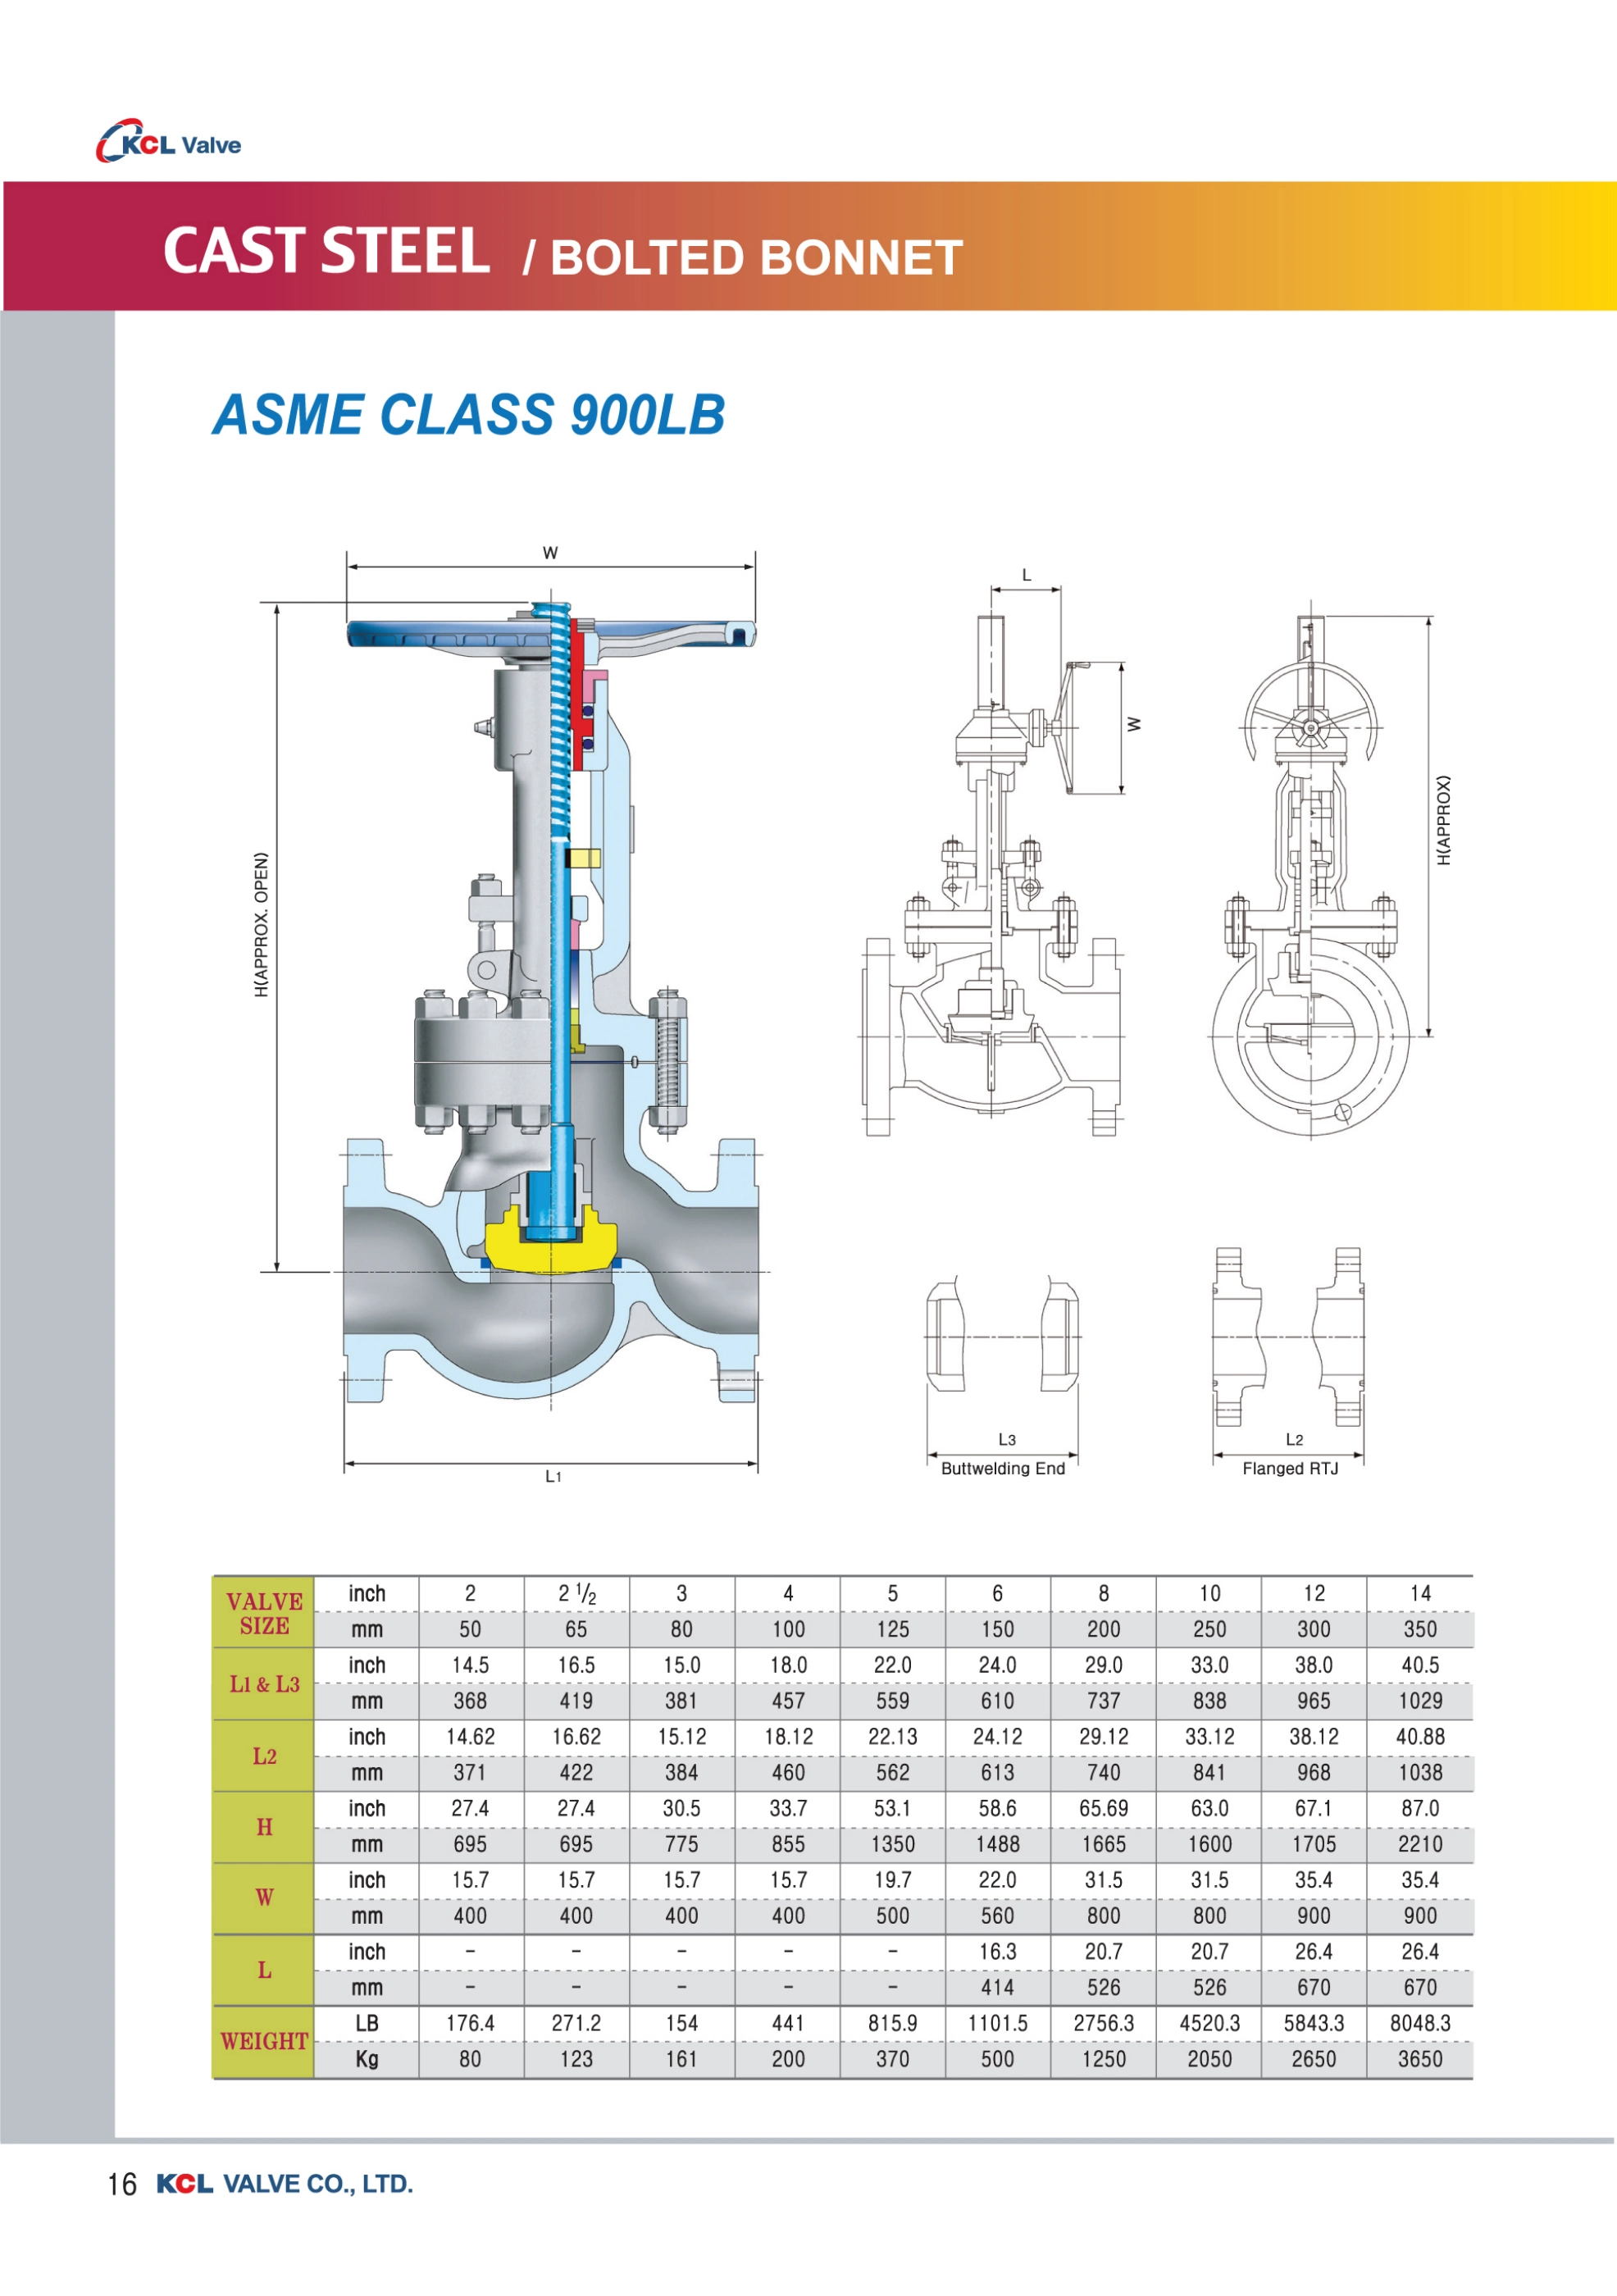 KCL Valve
CAST STEEL / BOLTED BONNET
ASME CLASS 900LB
W
H(APPROX. OPEN)
L1
L
W
H(APPROX)
L3
Buttwelding End
L2
Flanged RTJ
VALVE SIZE inch 2 2 1/2 3 4 5 6 8 10 12 14
mm 50 65 80 100 125 150 200 250 300 350
L1 & L3 inch 14.5 16.5 15.0 18.0 22.0 24.0 29.0 33.0 38.0 40.5
mm 368 419 381 457 559 610 737 838 965 1029
L2 inch 14.62 16.62 15.12 18.12 22.13 24.12 29.12 33.12 38.12 40.88
mm 371 422 384 460 562 613 740 841 968 1038
H inch 27.4 27.4 30.5 33.7 53.1 58.6 65.69 63.0 67.1 87.0
mm 695 695 775 855 1350 1488 1665 1600 1705 2210
W inch 15.7 15.7 15.7 15.7 19.7 22.0 31.5 31.5 35.4 35.4
mm 400 400 400 400 500 560 800 800 900 900
L inch - - - - - 16.3 20.7 20.7 26.4 26.4
mm - - - - - 414 526 526 670 670
WEIGHT LB 176.4 271.2 154 441 815.9 1101.5 2756.3 4520.3 5843.3 8048.3
Kg 80 123 161 200 370 500 1250 2050 2650 3650
16 KCL VALVE CO., LTD.